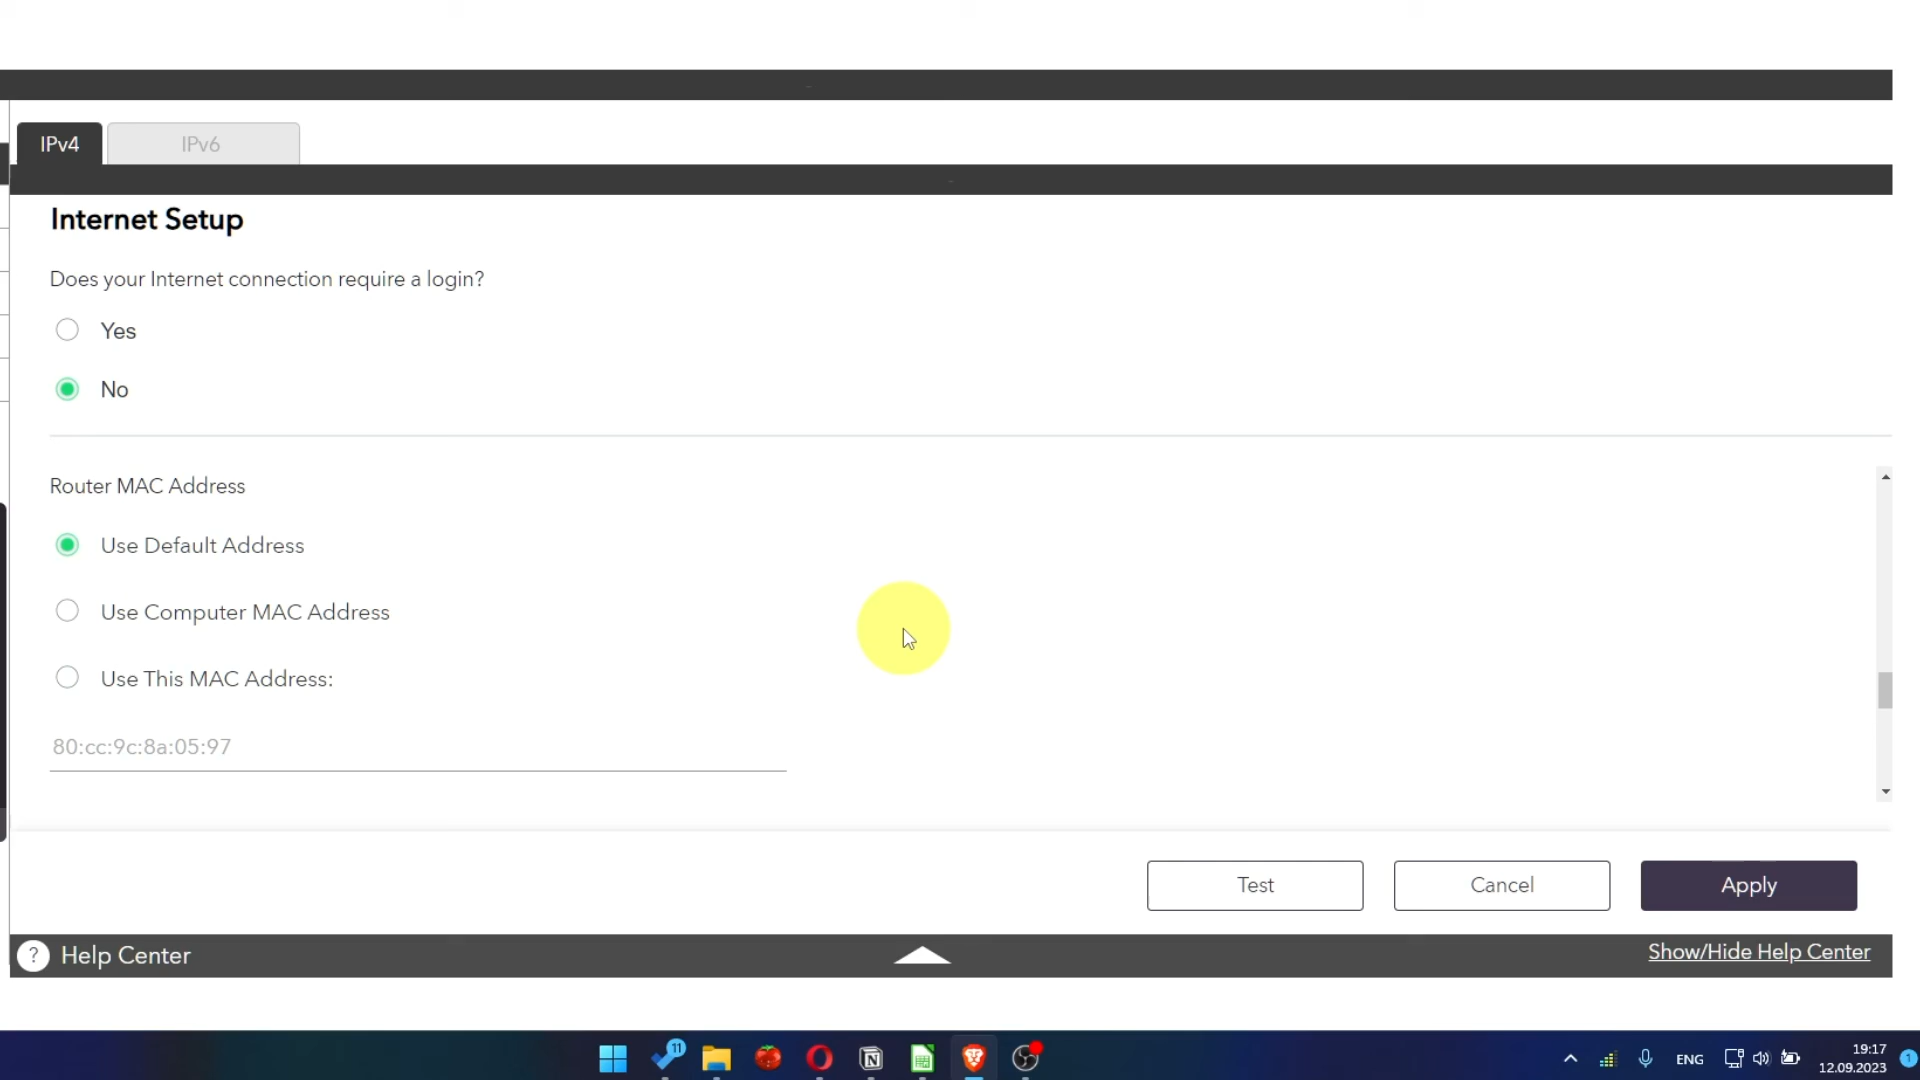 IPv4
IPv6
Internet Setup
Does your Internet connection require a login?
Yes
No
Router MAC Address
Use Default Address
Use Computer MAC Address
Use This MAC Address:
80:cc:9c:8a:05:97
Test
Cancel
Apply
? Help Center
Show/Hide Help Center
11
ENG
19:17
12.09.2023
1